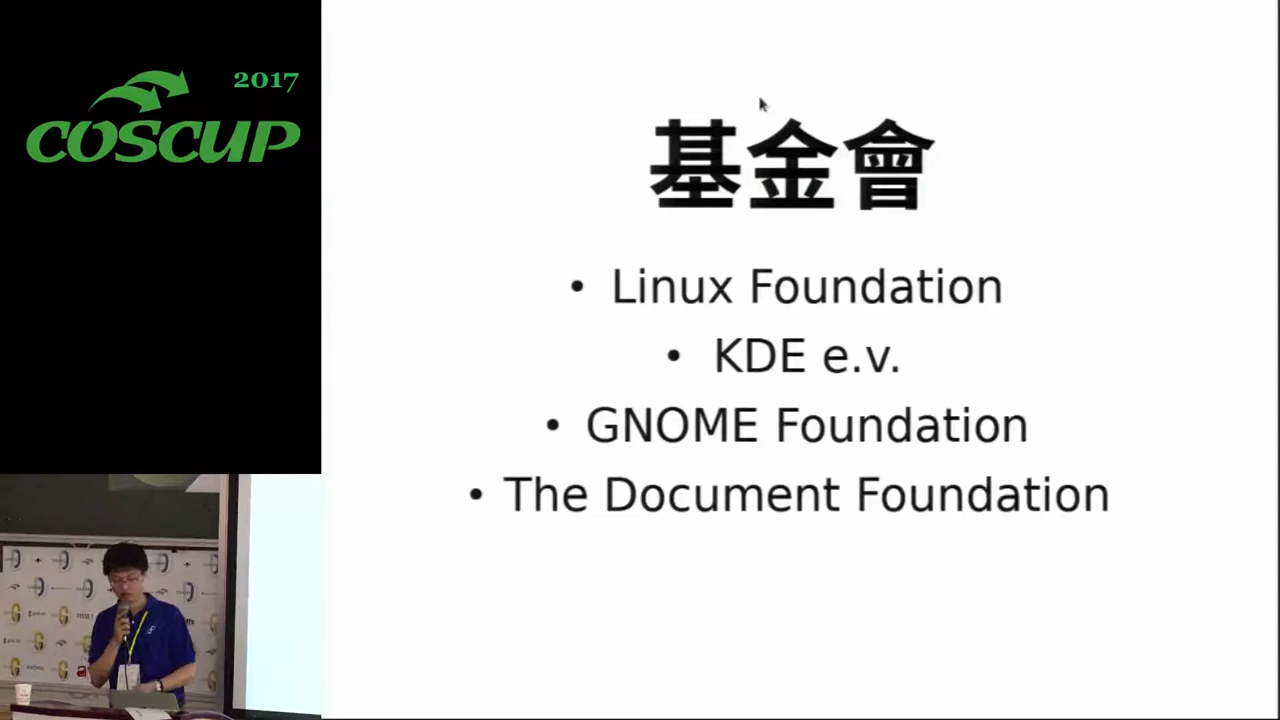 2017
COSCUP
基金會
• Linux Foundation
• KDE e.v.
• GNOME Foundation
• The Document Foundation